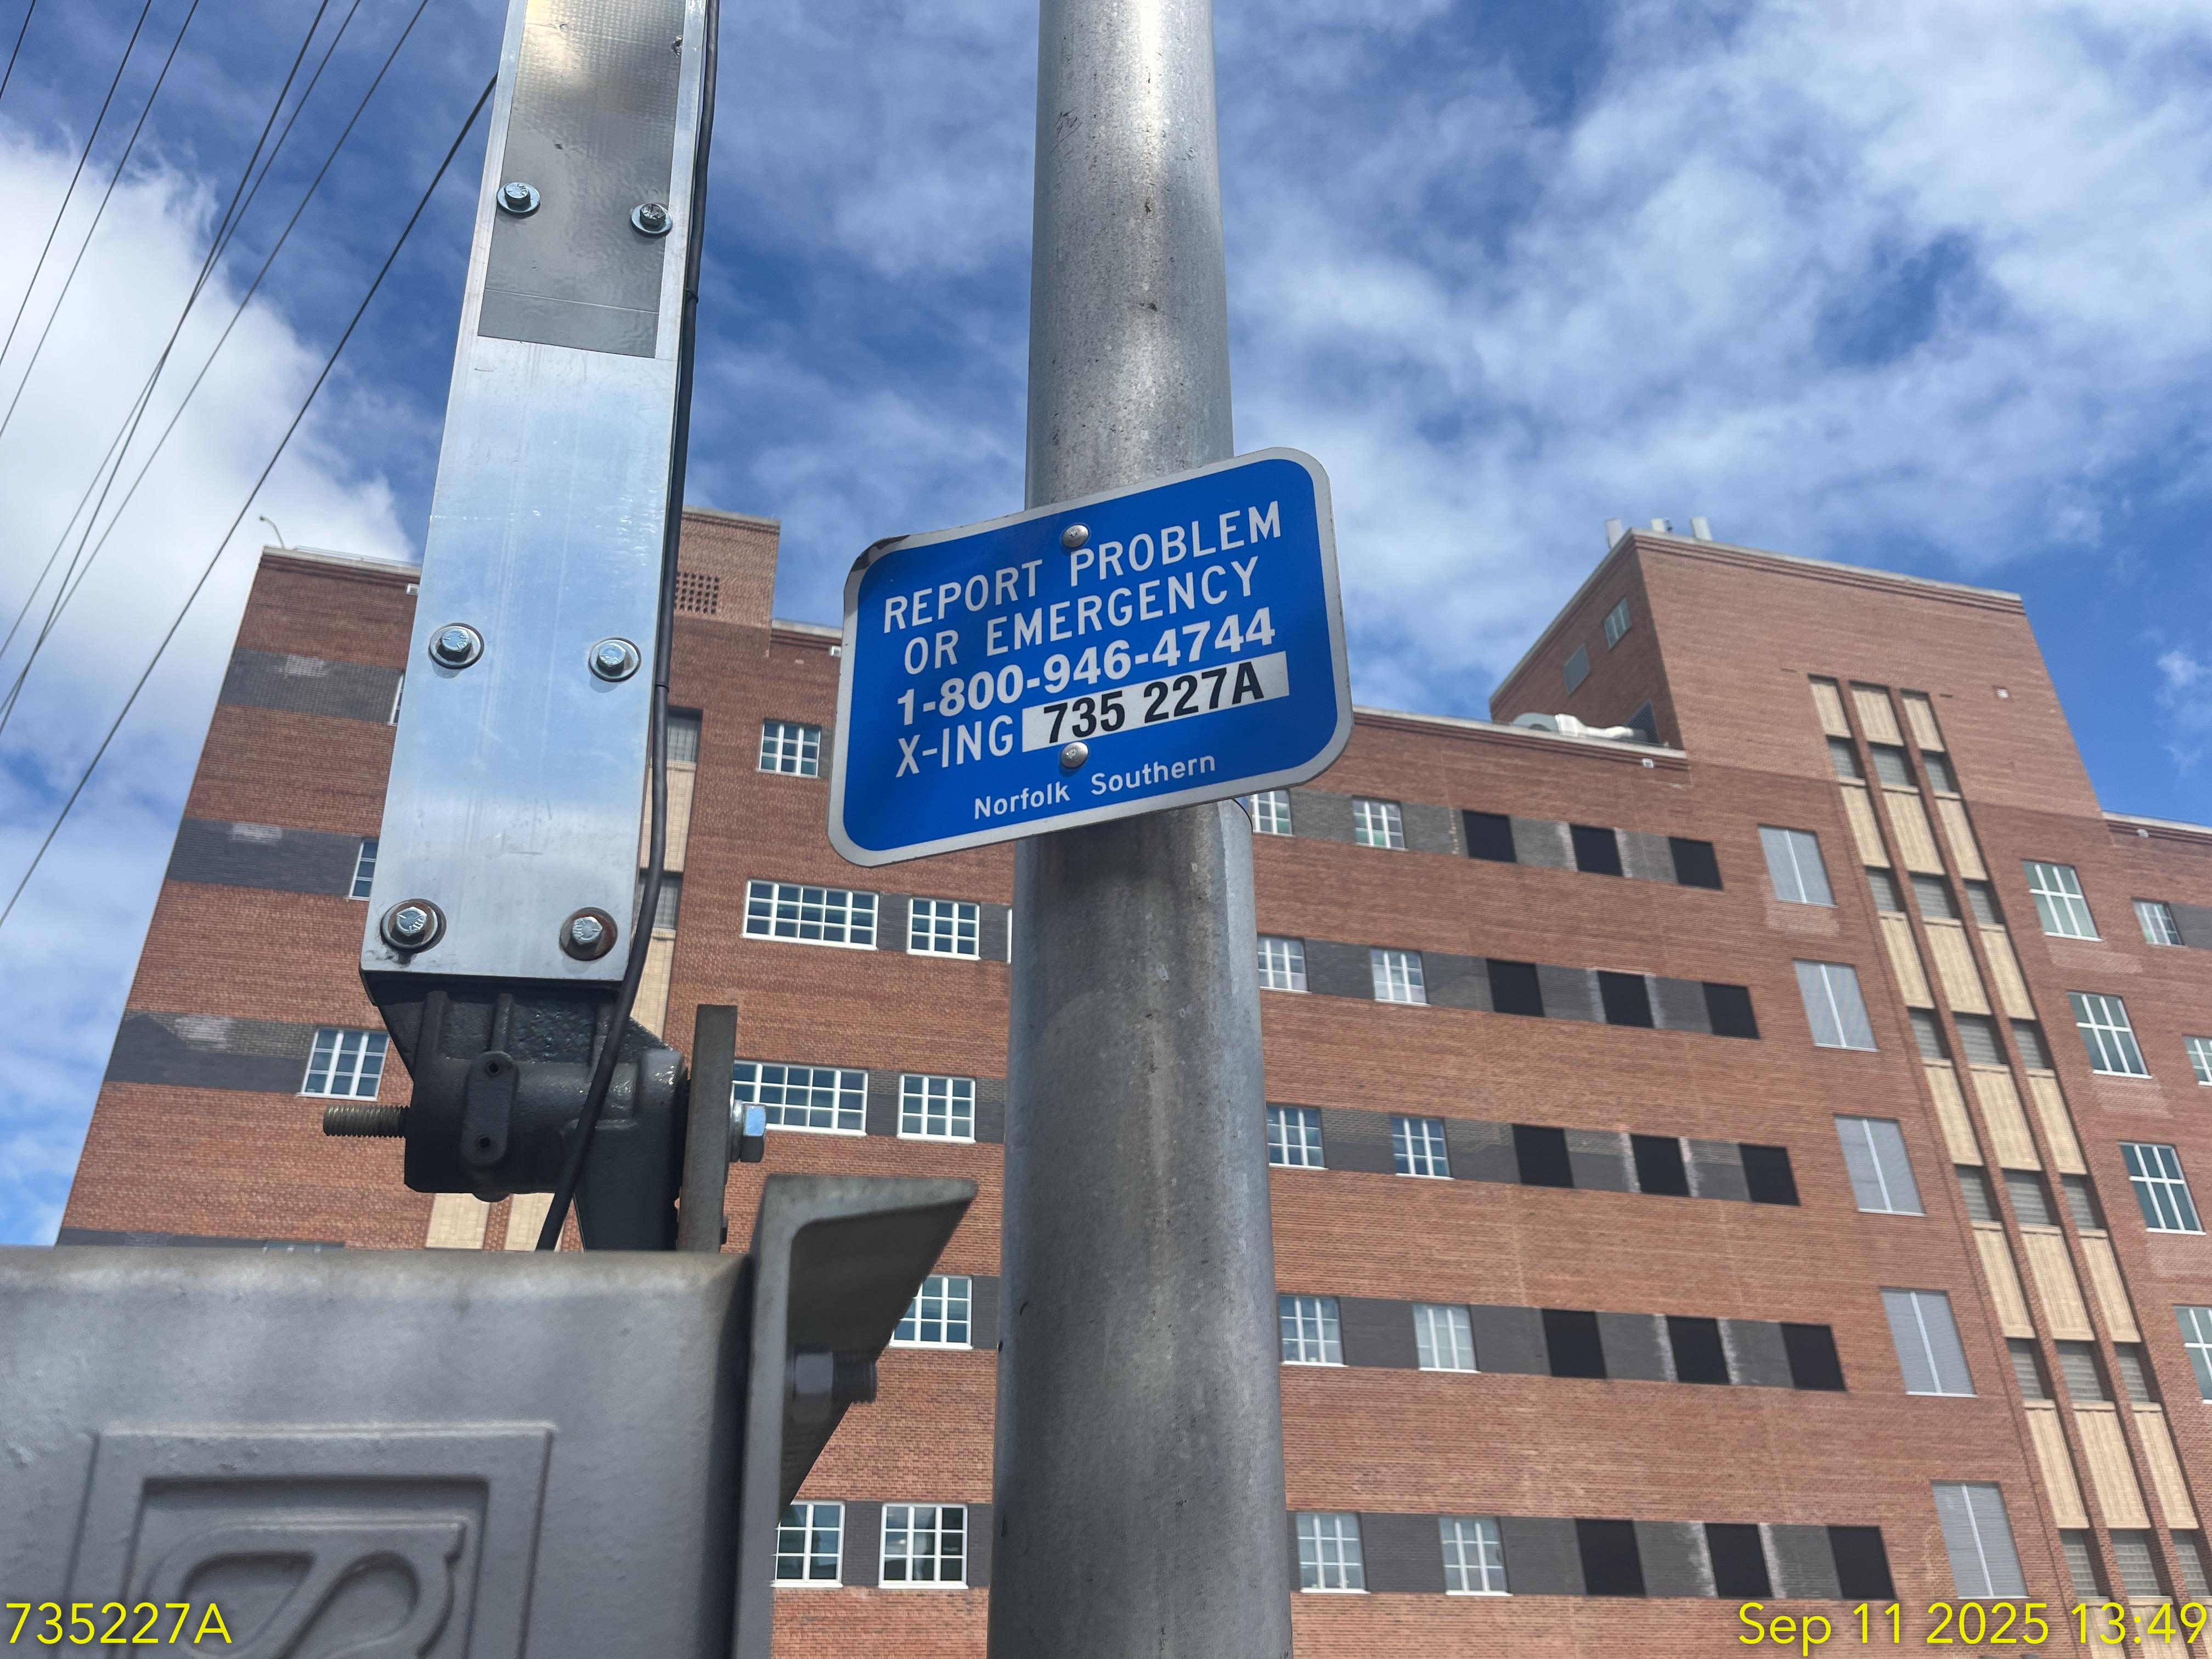 REPORT PROBLEM
OR EMERGENCY
1-800-946-4744
X-ING 735 227A
Norfolk Southern
735227A
Sep 11 2025 13:49